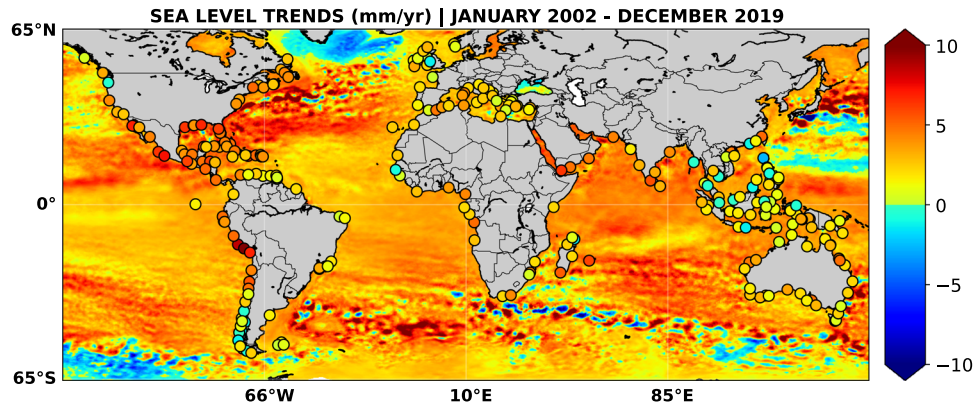 SEA LEVEL TRENDS (mm/yr) | JANUARY 2002 - DECEMBER 2019
65°N
0°
65°S
66°W
10°E
85°E
10
5
0
−5
−10